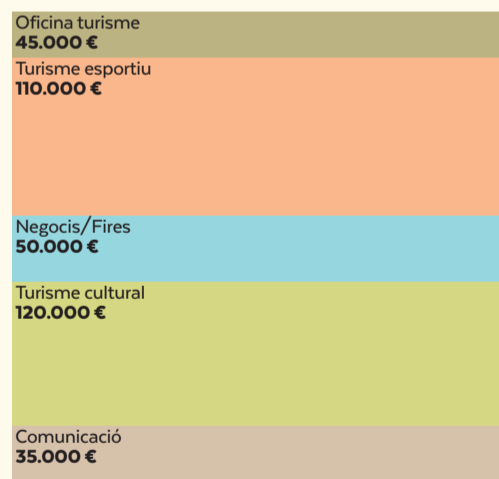 Oficina turisme
45.000 €
Turisme esportiu
110.000 €
Negocis/Fires
50.000 €
Turisme cultural
120.000 €
Comunicació
35.000 €